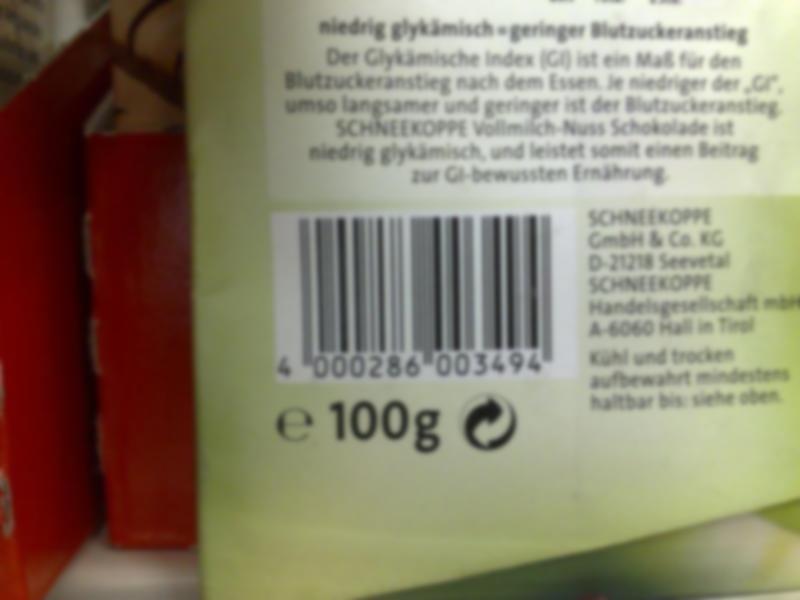 niedrig glykämisch = geringer Blutzuckeranstieg
Der Glykämische Index (GI) ist ein Maß für den
Blutzuckeranstieg nach dem Essen. Je niedriger der „GI“,
umso langsamer und geringer ist der Blutzuckeranstieg.
SCHNEEKOPPE Vollmilch-Nuss Schokolade ist
niedrig glykämisch, und leistet somit einen Beitrag
zur GI-bewussten Ernährung.
SCHNEEKOPPE
GmbH & Co. KG
D-21218 Seevetal
SCHNEEKOPPE
Handelsgesellschaft mbH
A-6060 Hall in Tirol
Kühl und trocken
aufbewahrt mindestens
haltbar bis: siehe oben.
4 000286 003494
℮ 100g